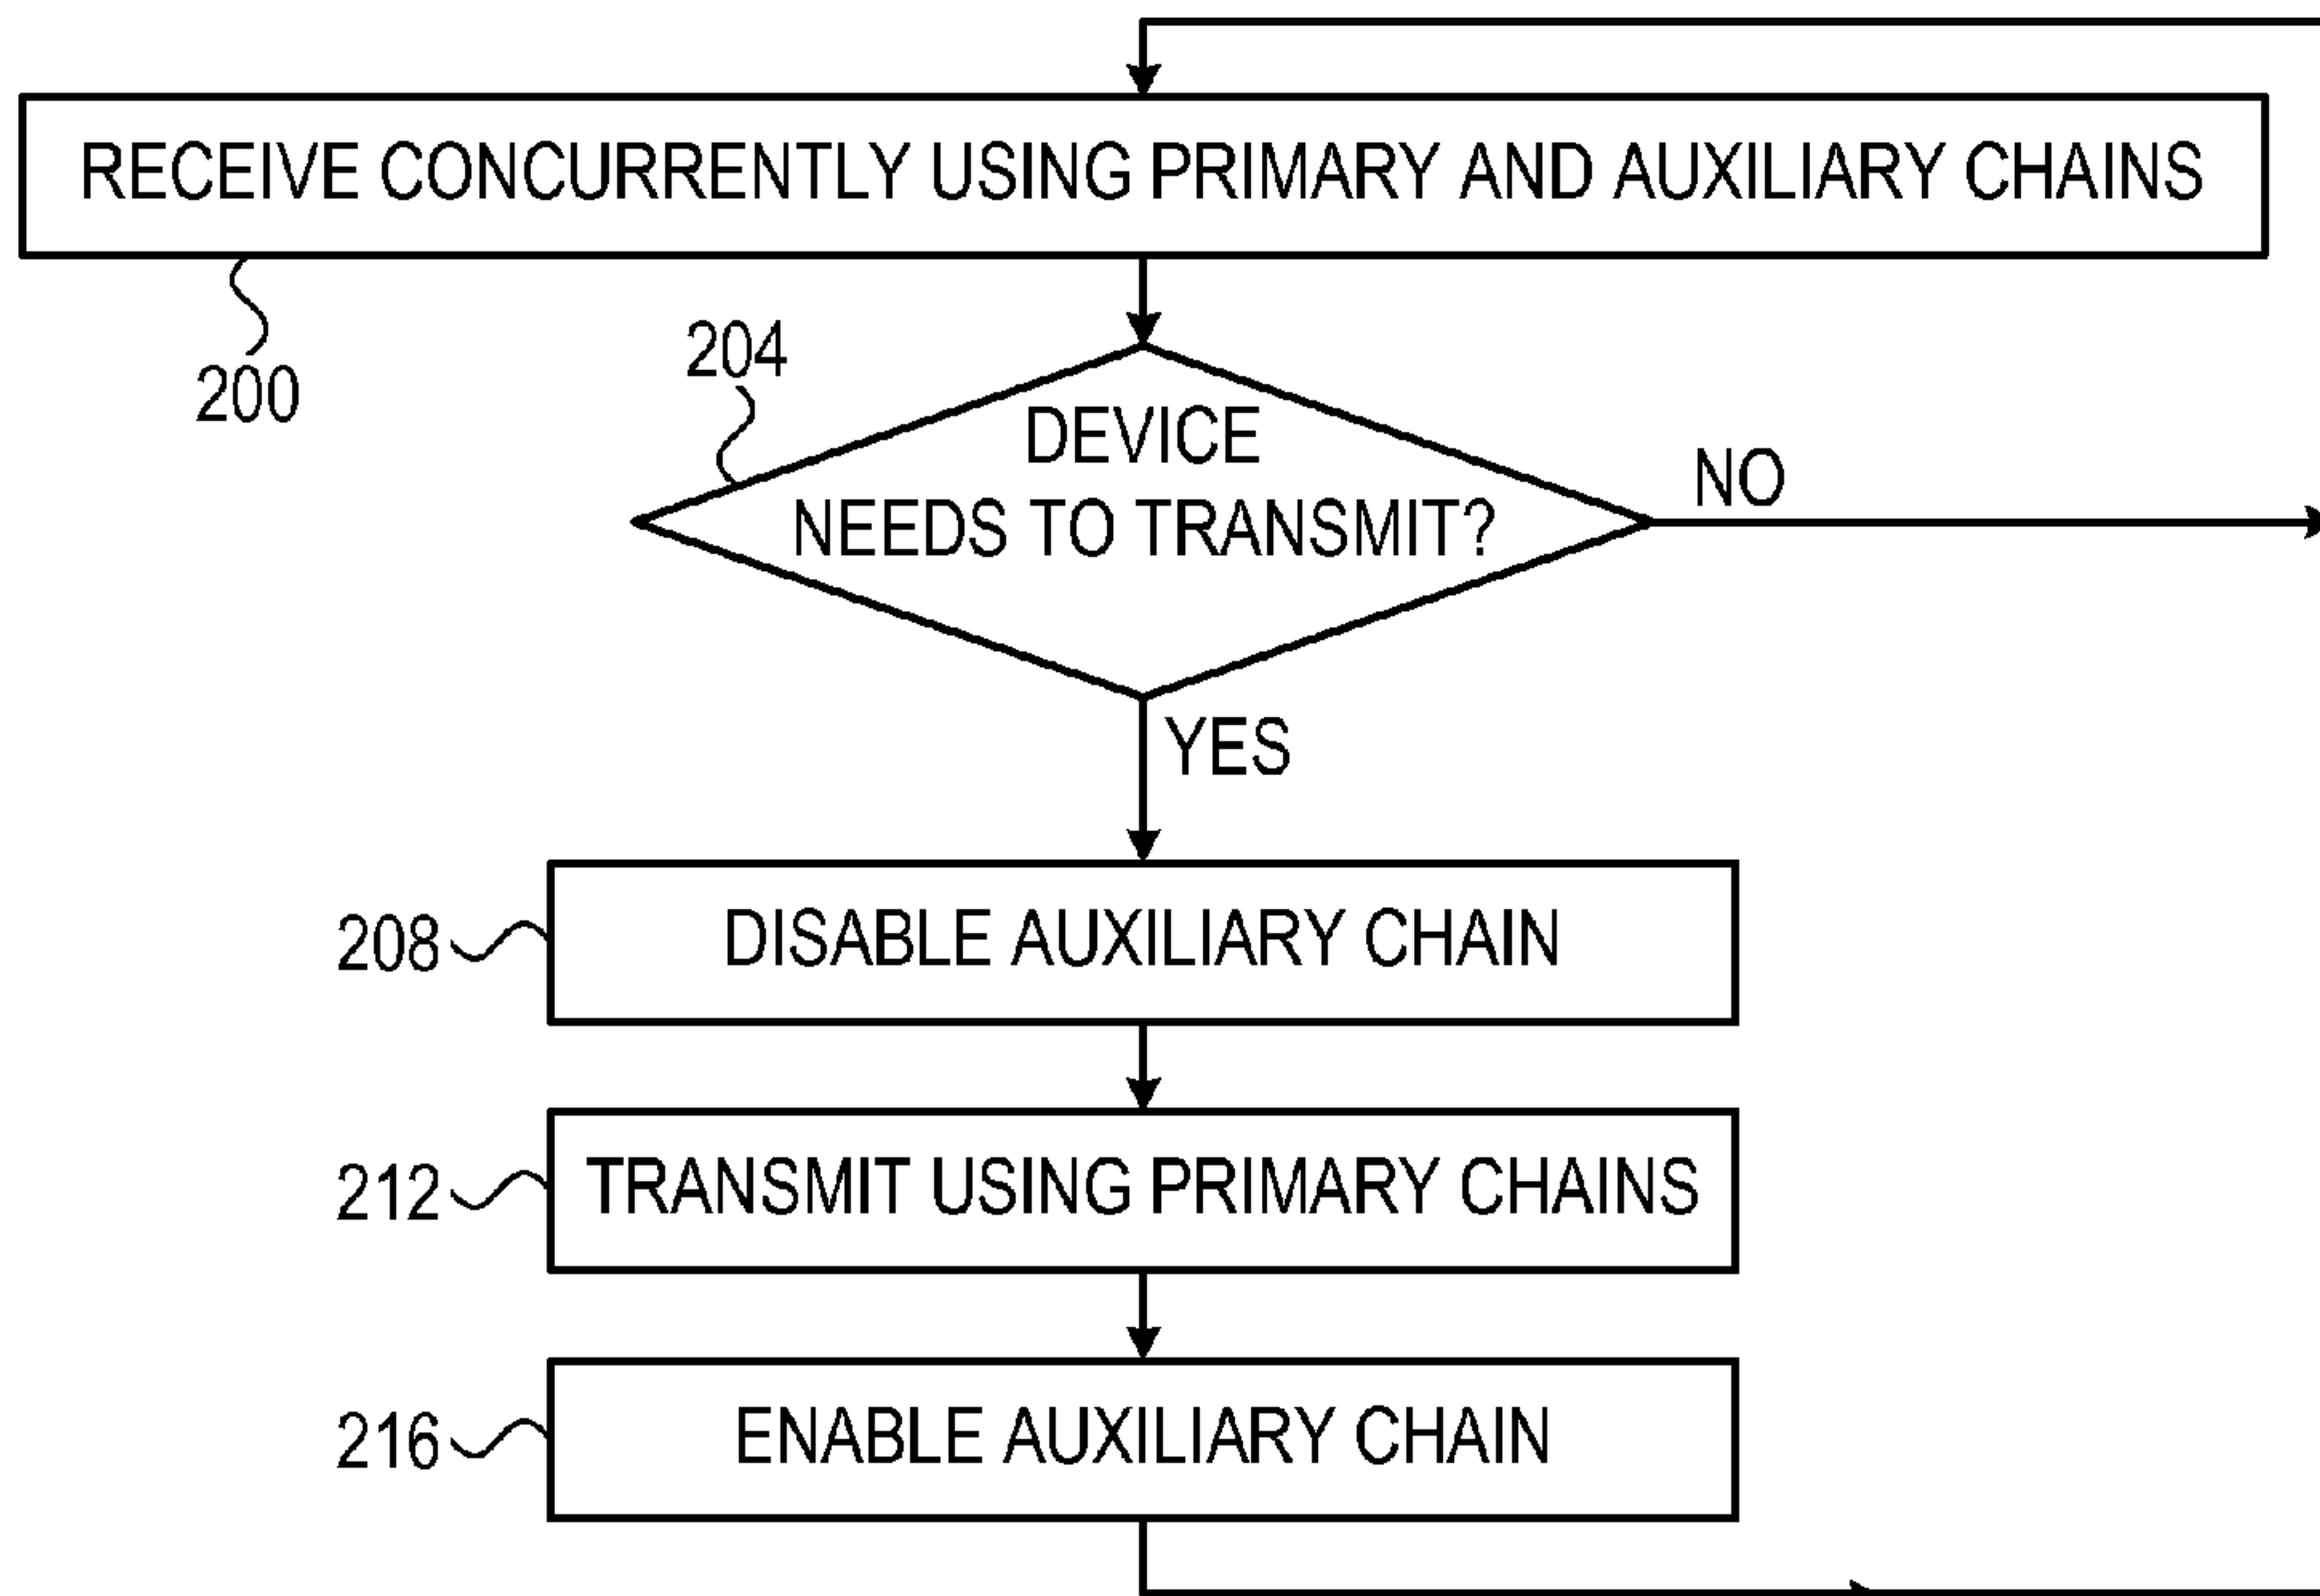 RECEIVE CONCURRENTLY USING PRIMARY AND AUXILIARY CHAINS
200
204
DEVICE
NEEDS TO TRANSMIT?
NO
YES
208
DISABLE AUXILIARY CHAIN
212
TRANSMIT USING PRIMARY CHAINS
216
ENABLE AUXILIARY CHAIN